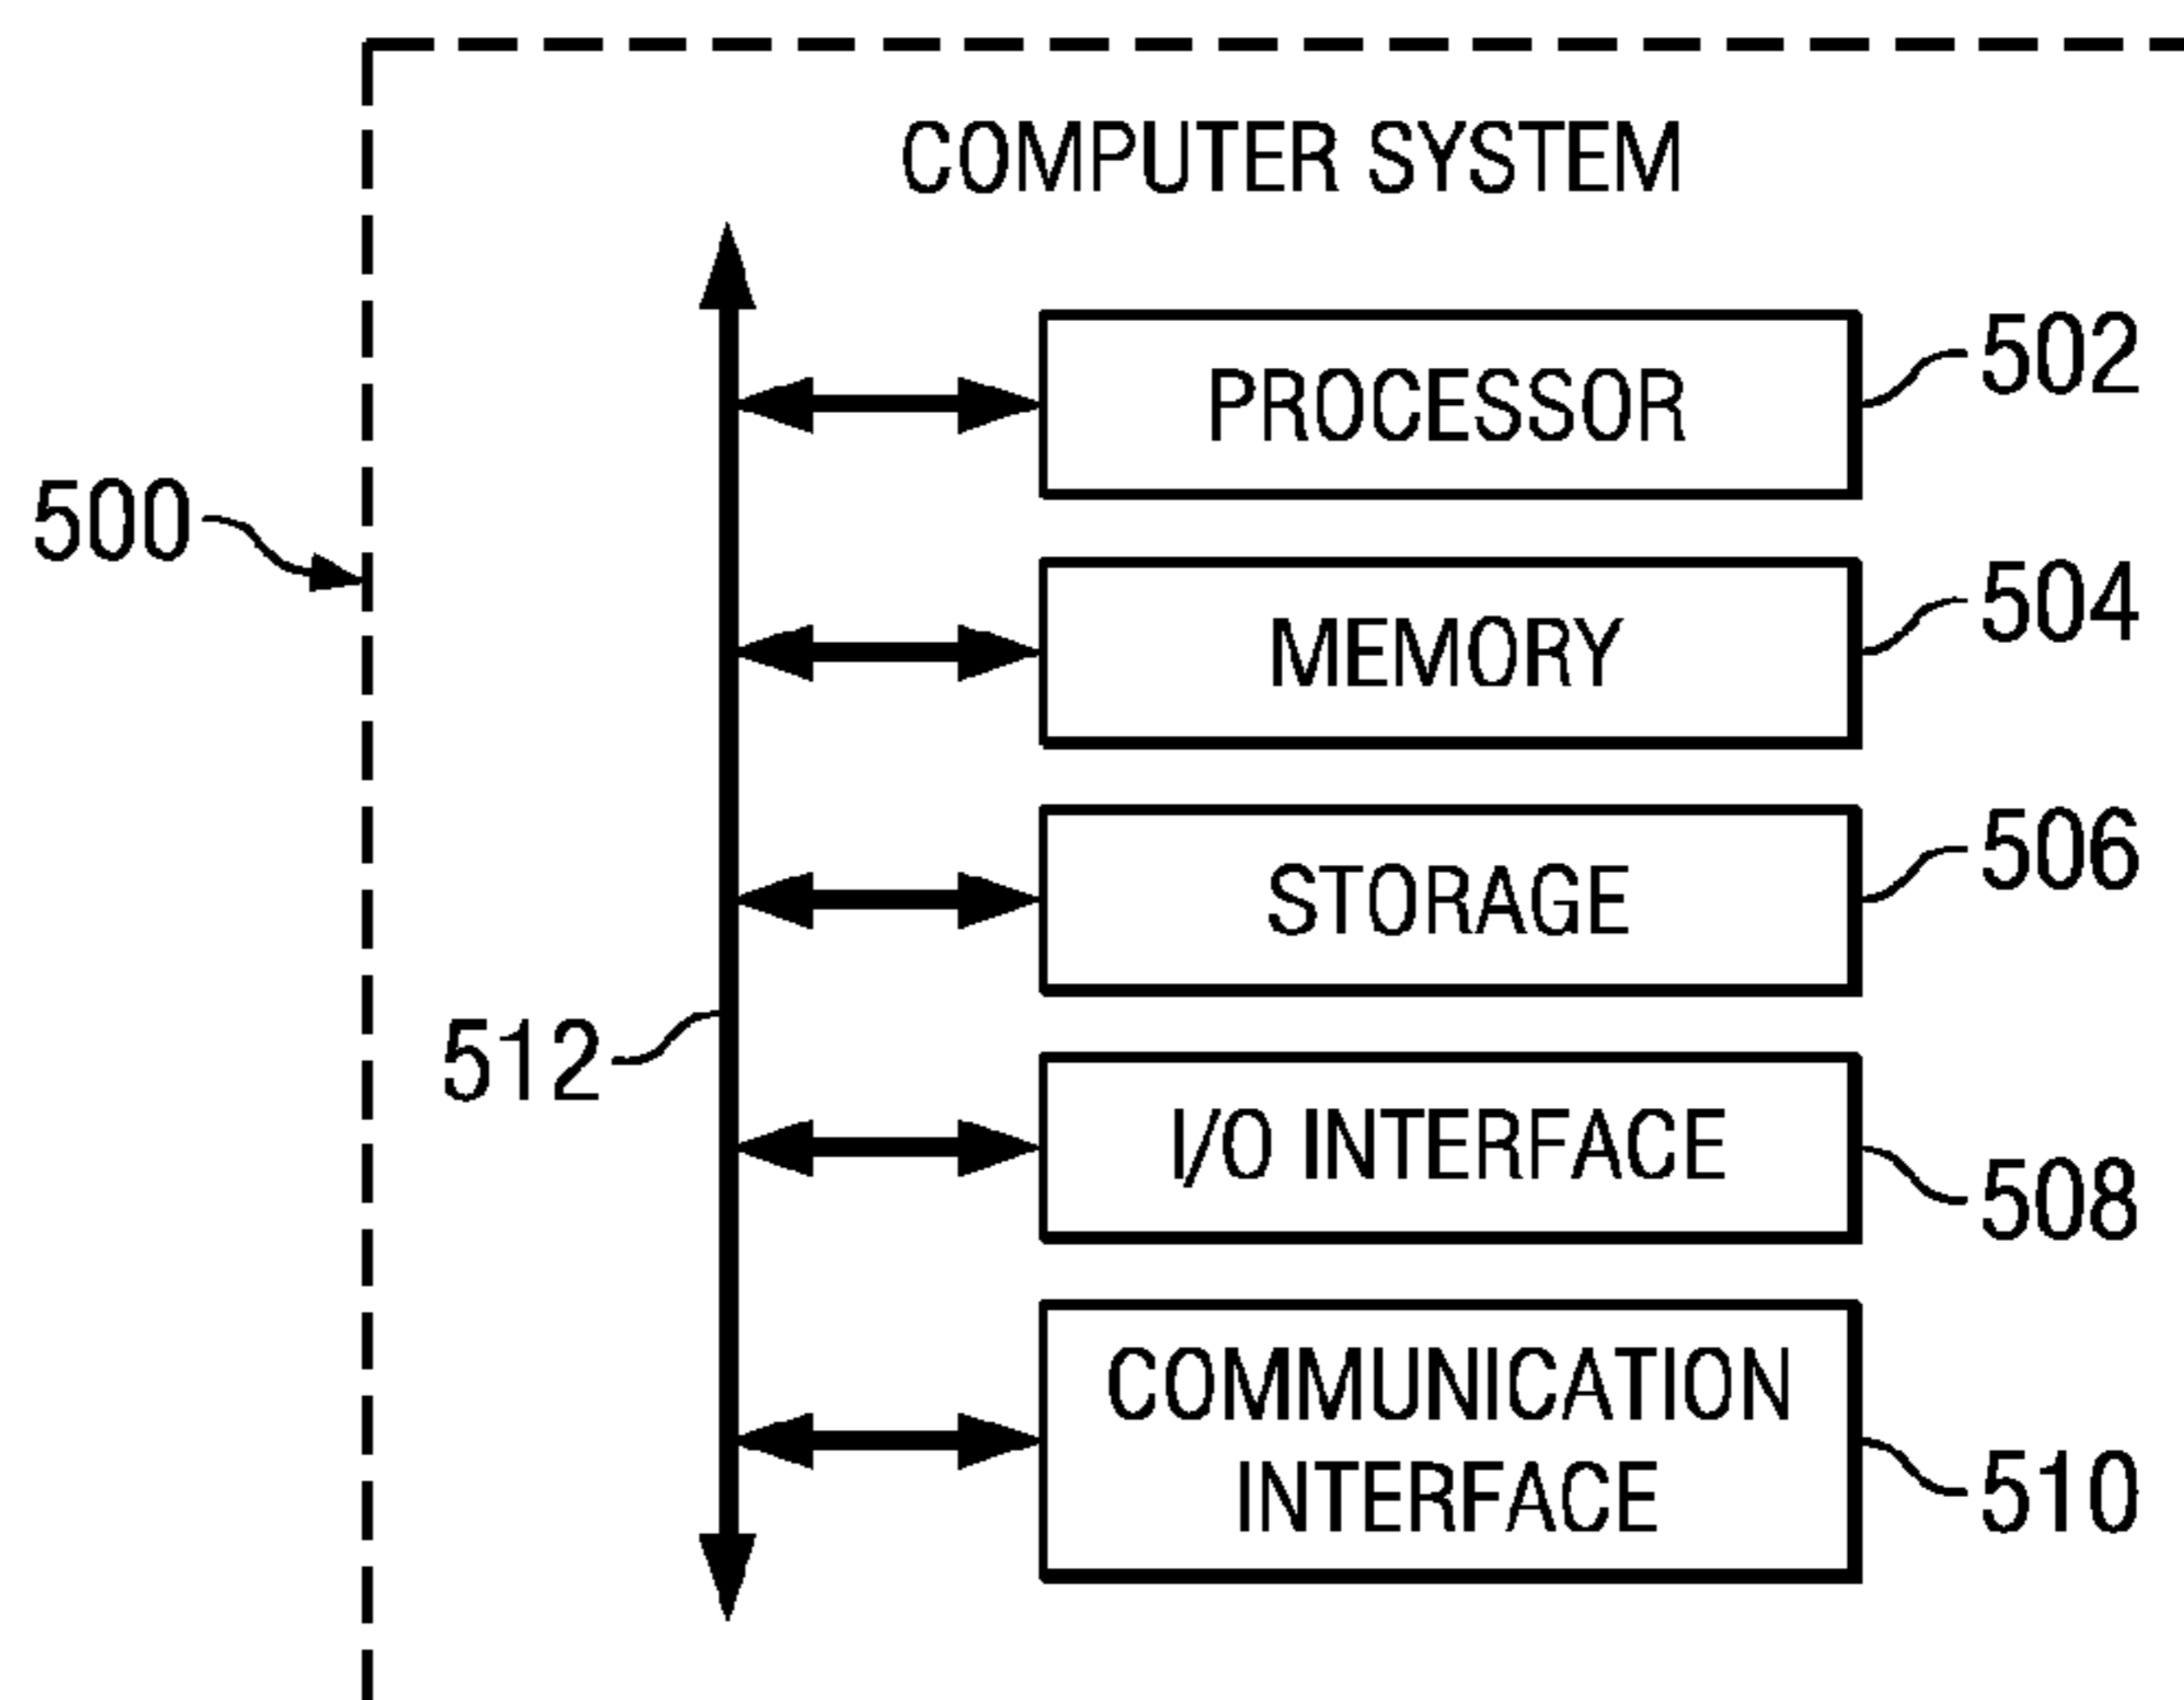 COMPUTER SYSTEM
PROCESSOR
502
500
MEMORY
504
STORAGE
506
512
I/O INTERFACE
508
COMMUNICATION
INTERFACE
510